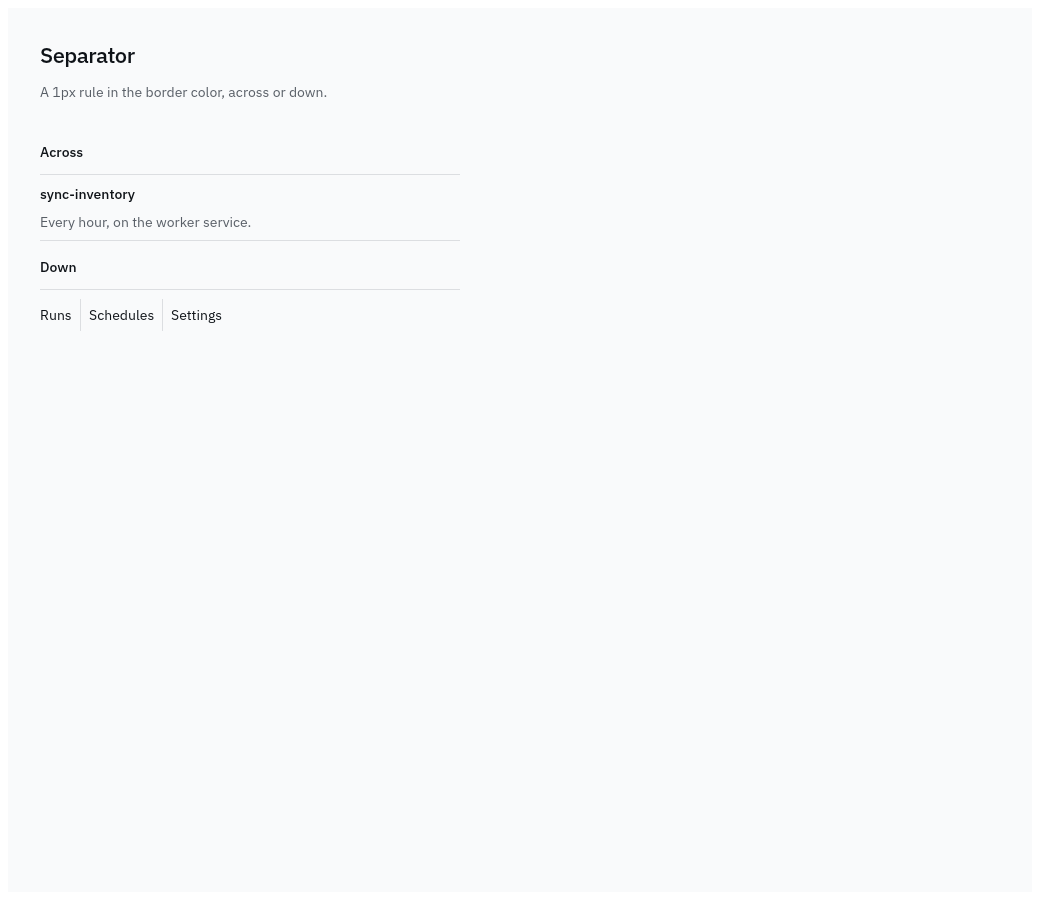 Separator
A 1px rule in the border color, across or down.
Across
sync-inventory
Every hour, on the worker service.
Down
Runs Schedules Settings